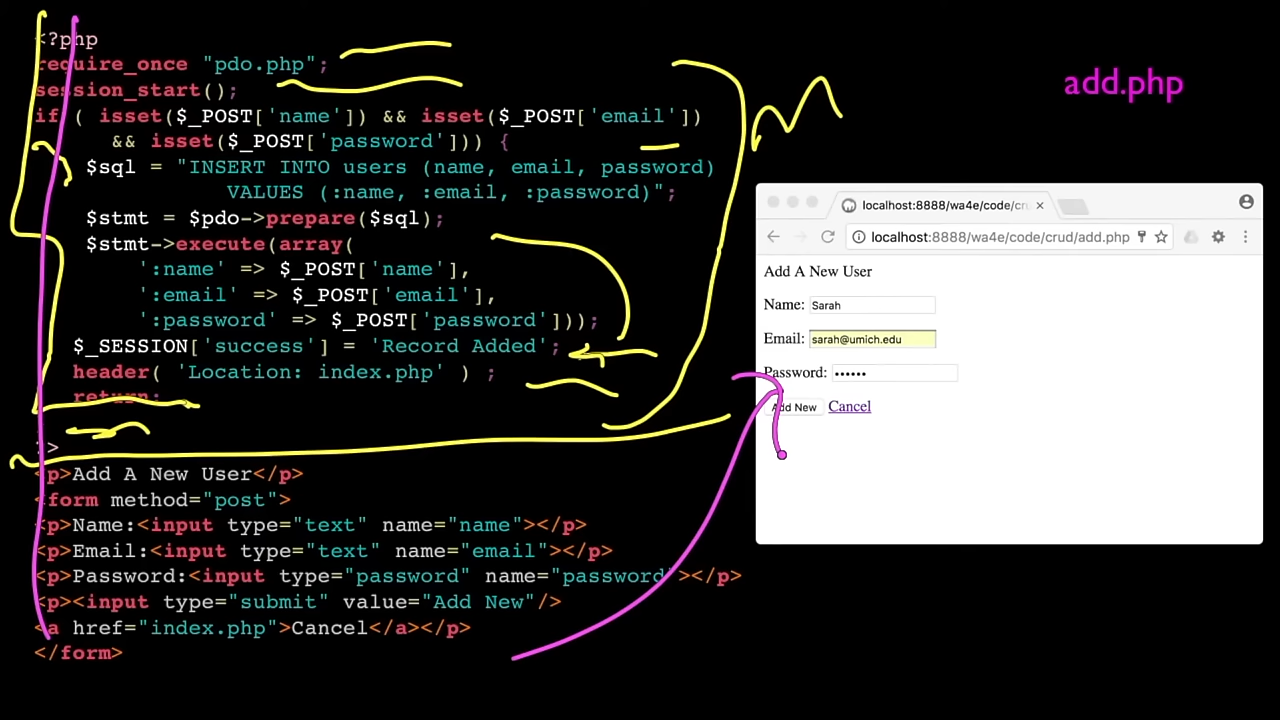 <?php
require_once "pdo.php";
session_start();
if ( isset($_POST['name']) && isset($_POST['email'])
&& isset($_POST['password'])) {
$sql = "INSERT INTO users (name, email, password)
VALUES (:name, :email, :password)";
$stmt = $pdo->prepare($sql);
$stmt->execute(array(
':name' => $_POST['name'],
':email' => $_POST['email'],
':password' => $_POST['password']));
$_SESSION['success'] = 'Record Added';
header( 'Location: index.php' ) ;
return;
?>
<p>Add A New User</p>
<form method="post">
<p>Name:<input type="text" name="name"></p>
<p>Email:<input type="text" name="email"></p>
<p>Password:<input type="password" name="password"></p>
<p><input type="submit" value="Add New"/>
<a href="index.php">Cancel</a></p>
</form>
add.php
localhost:8888/wa4e/code/cru
localhost:8888/wa4e/code/crud/add.php
Add A New User
Name: Sarah
Email: sarah@umich.edu
Password: ••••••
Add New Cancel